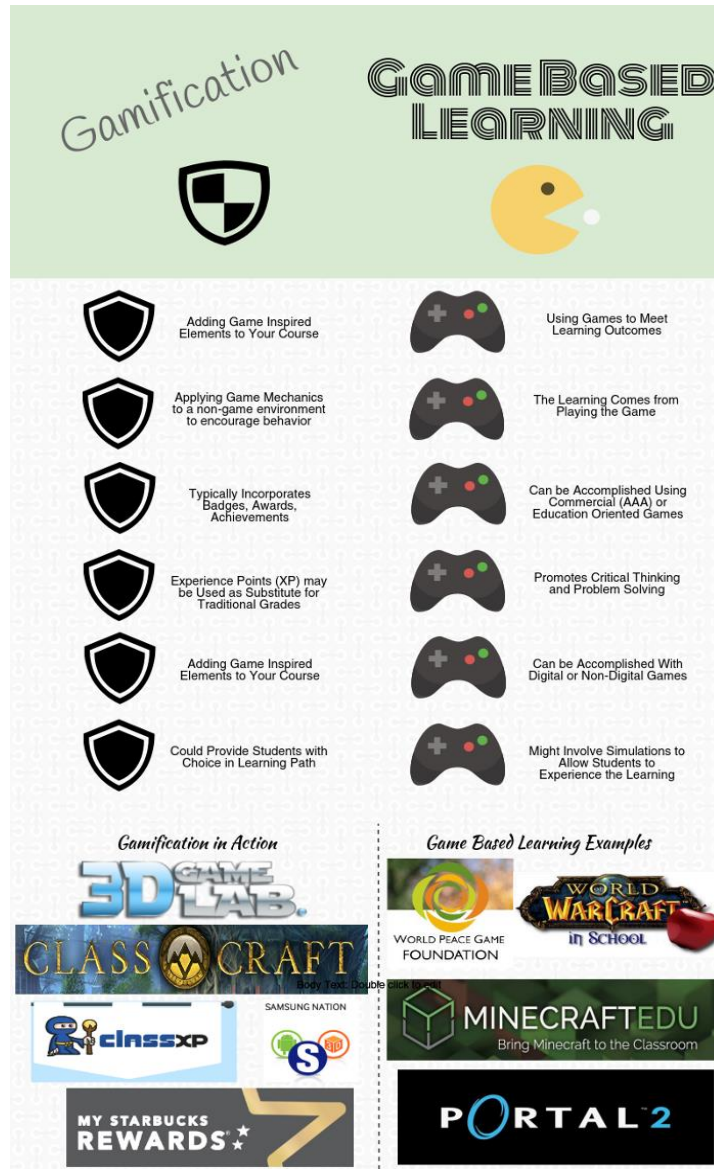 Gamification
GAME BASED
LEARNING
Adding Game Inspired
Elements to Your Course
Applying Game Mechanics
to a non-game environment
to encourage behavior
Typically Incorporates
Badges, Awards,
Achievements
Experience Points (XP) may
be Used as Substitute for
Traditional Grades
Adding Game Inspired
Elements to Your Course
Could Provide Students with
Choice in Learning Path
Using Games to Meet
Learning Outcomes
The Learning Comes from
Playing the Game
Can be Accomplished Using
Commercial (AAA) or
Education Oriented Games
Promotes Critical Thinking
and Problem Solving
Can be Accomplished With
Digital or Non-Digital Games
Might Involve Simulations to
Allow Students to
Experience the Learning
Gamification in Action
3D GAME
LAB.
CLASS CRAFT
Body Text: Double click to edit
classxp
SAMSUNG NATION
S
MY STARBUCKS
REWARDS
Game Based Learning Examples
WORLD PEACE GAME
FOUNDATION
WORLD
WARCRAFT
in SCHOOL
MINECRAFTEDU
Bring Minecraft to the Classroom
PORTAL 2